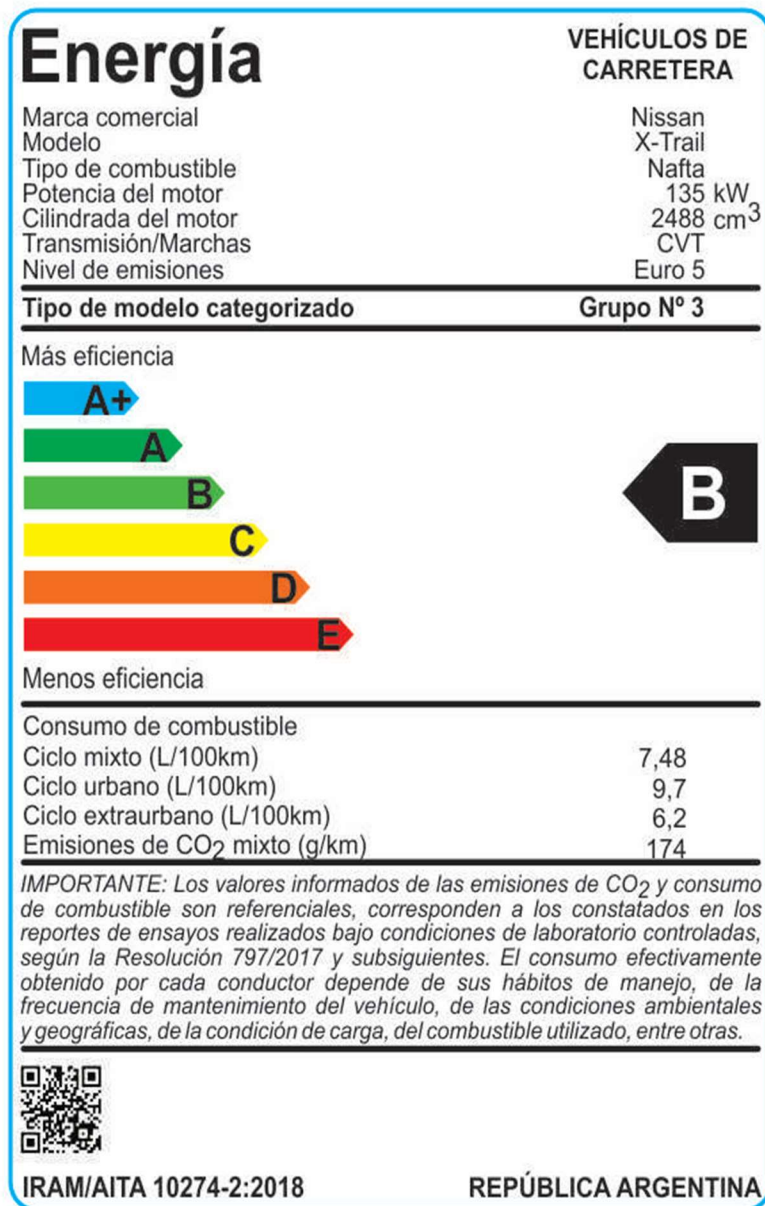 Energía
VEHÍCULOS DE
CARRETERA
Marca comercial Nissan
Modelo X-Trail
Tipo de combustible Nafta
Potencia del motor 135 kW
Cilindrada del motor 2488 cm3
Transmisión/Marchas CVT
Nivel de emisiones Euro 5
Tipo de modelo categorizado Grupo Nº 3
Más eficiencia
A+
A
B
B
C
D
E
Menos eficiencia
Consumo de combustible
Ciclo mixto (L/100km) 7,48
Ciclo urbano (L/100km) 9,7
Ciclo extraurbano (L/100km) 6,2
Emisiones de CO2 mixto (g/km) 174
IMPORTANTE: Los valores informados de las emisiones de CO2 y consumo
de combustible son referenciales, corresponden a los constatados en los
reportes de ensayos realizados bajo condiciones de laboratorio controladas,
según la Resolución 797/2017 y subsiguientes. El consumo efectivamente
obtenido por cada conductor depende de sus hábitos de manejo, de la
frecuencia de mantenimiento del vehículo, de las condiciones ambientales
y geográficas, de la condición de carga, del combustible utilizado, entre otras.
IRAM/AITA 10274-2:2018 REPÚBLICA ARGENTINA